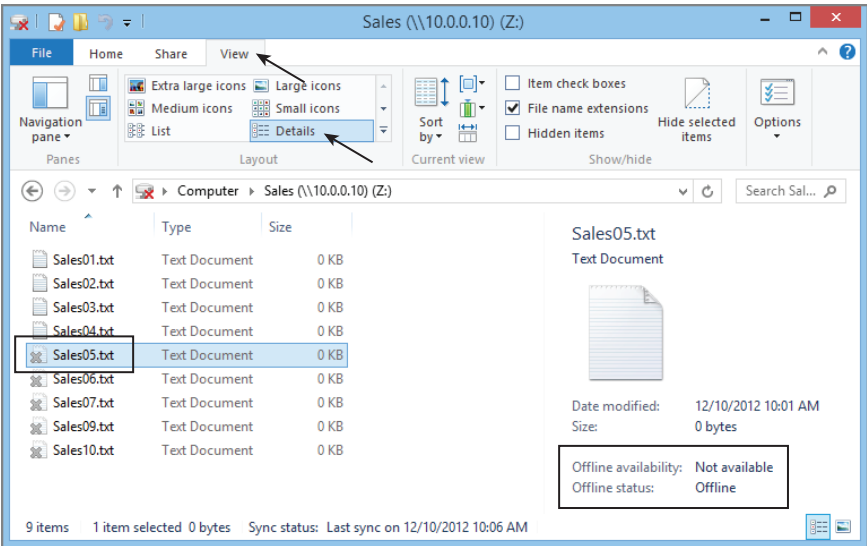 Sales (\\10.0.0.10) (Z:)
File Home Share View
Extra large icons Large icons
Medium icons Small icons
List Details
Navigation pane
Sort by
Item check boxes
File name extensions
Hidden items
Hide selected items
Options
Panes Layout Current view Show/hide
Computer Sales (\\10.0.0.10) (Z:) Search Sal...
Name Type Size
Sales01.txt Text Document 0 KB
Sales02.txt Text Document 0 KB
Sales03.txt Text Document 0 KB
Sales04.txt Text Document 0 KB
Sales05.txt Text Document 0 KB
Sales06.txt Text Document 0 KB
Sales07.txt Text Document 0 KB
Sales09.txt Text Document 0 KB
Sales10.txt Text Document 0 KB
Sales05.txt
Text Document
Date modified: 12/10/2012 10:01 AM
Size: 0 bytes
Offline availability: Not available
Offline status: Offline
9 items 1 item selected 0 bytes Sync status: Last sync on 12/10/2012 10:06 AM